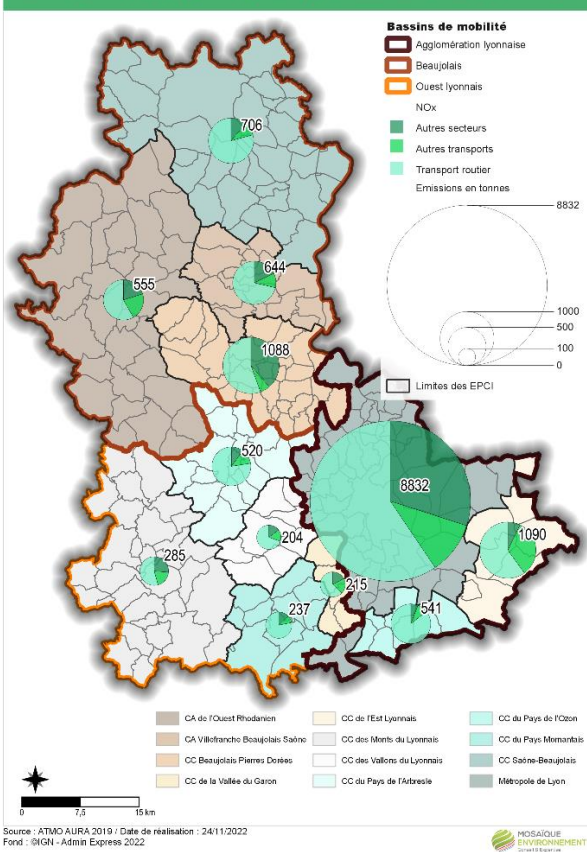 Bassins de mobilité
Agglomération lyonnaise
Beaujolais
Ouest lyonnais
NOx
Autres secteurs
Autres transports
Transport routier
Emissions en tonnes
8832
1000
500
100
0
Limites des EPCI
706
555
644
1088
520
8832
204
1090
285
215
237
541
CA de l'Ouest Rhodanien
CA Villefranche Beaujolais Saône
CC Beaujolais Pierres Dorées
CC de la Vallée du Garon
CC de l'Est Lyonnais
CC des Monts du Lyonnais
CC des Vallons du Lyonnais
CC du Pays de l'Arbresle
CC du Pays de l'Ozon
CC du Pays Mornantais
CC Saône-Beaujolais
Métropole de Lyon
0 7,5 15 km
Source : ATMO AURA 2019 / Date de réalisation : 24/11/2022
Fond : ©IGN - Admin Express 2022
MOSAÏQUE
ENVIRONNEMENT
Conseil & Expertise